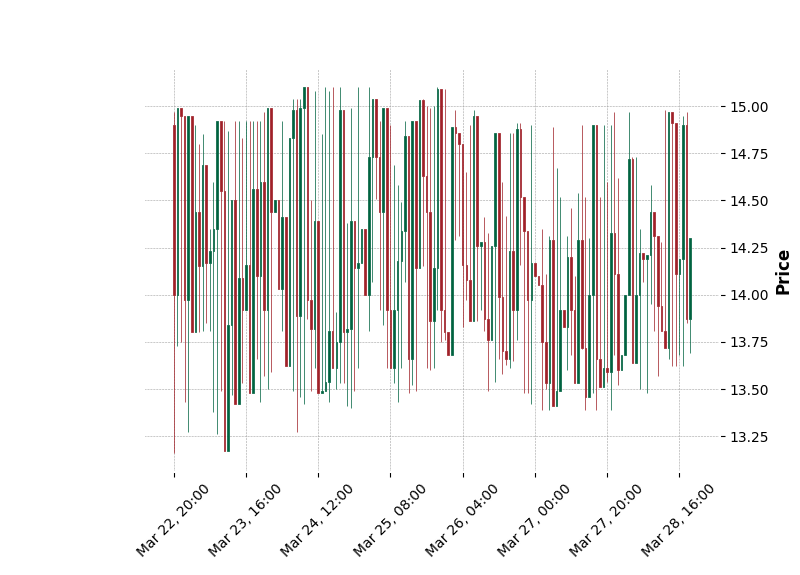 15.00
14.75
14.50
14.25
14.00
13.75
13.50
13.25
Price
Mar 22, 20:00
Mar 23, 16:00
Mar 24, 12:00
Mar 25, 08:00
Mar 26, 04:00
Mar 27, 00:00
Mar 27, 20:00
Mar 28, 16:00